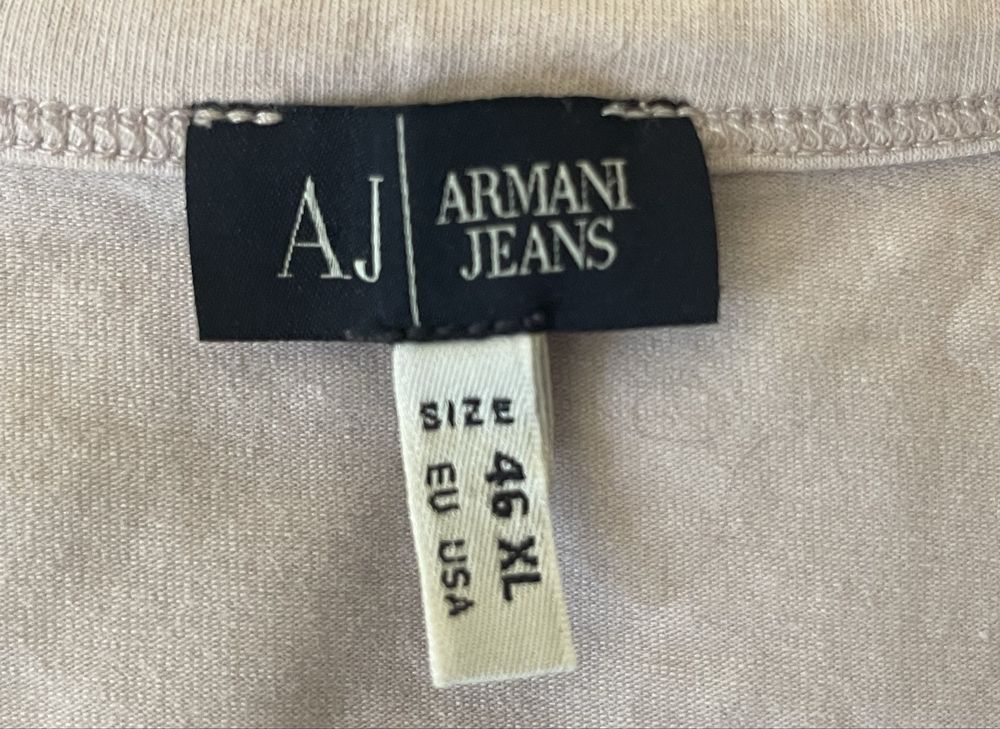 AJ
ARMANI
JEANS
SIZE
46 XL
EU USA